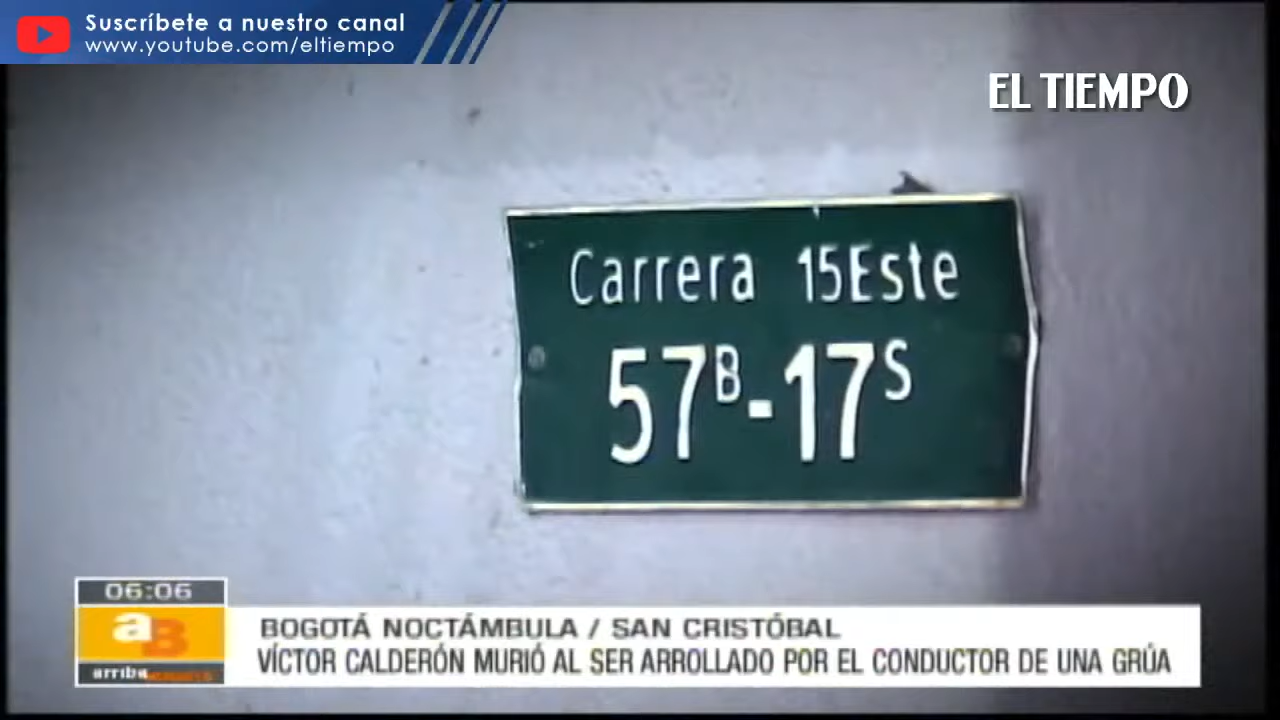 Suscríbete a nuestro canal
www.youtube.com/eltiempo
EL TIEMPO
Carrera 15Este
57B-17S
06:06
aB
arriba
BOGOTÁ NOCTÁMBULA / SAN CRISTÓBAL
VÍCTOR CALDERÓN MURIÓ AL SER ARROLLADO POR EL CONDUCTOR DE UNA GRÚA